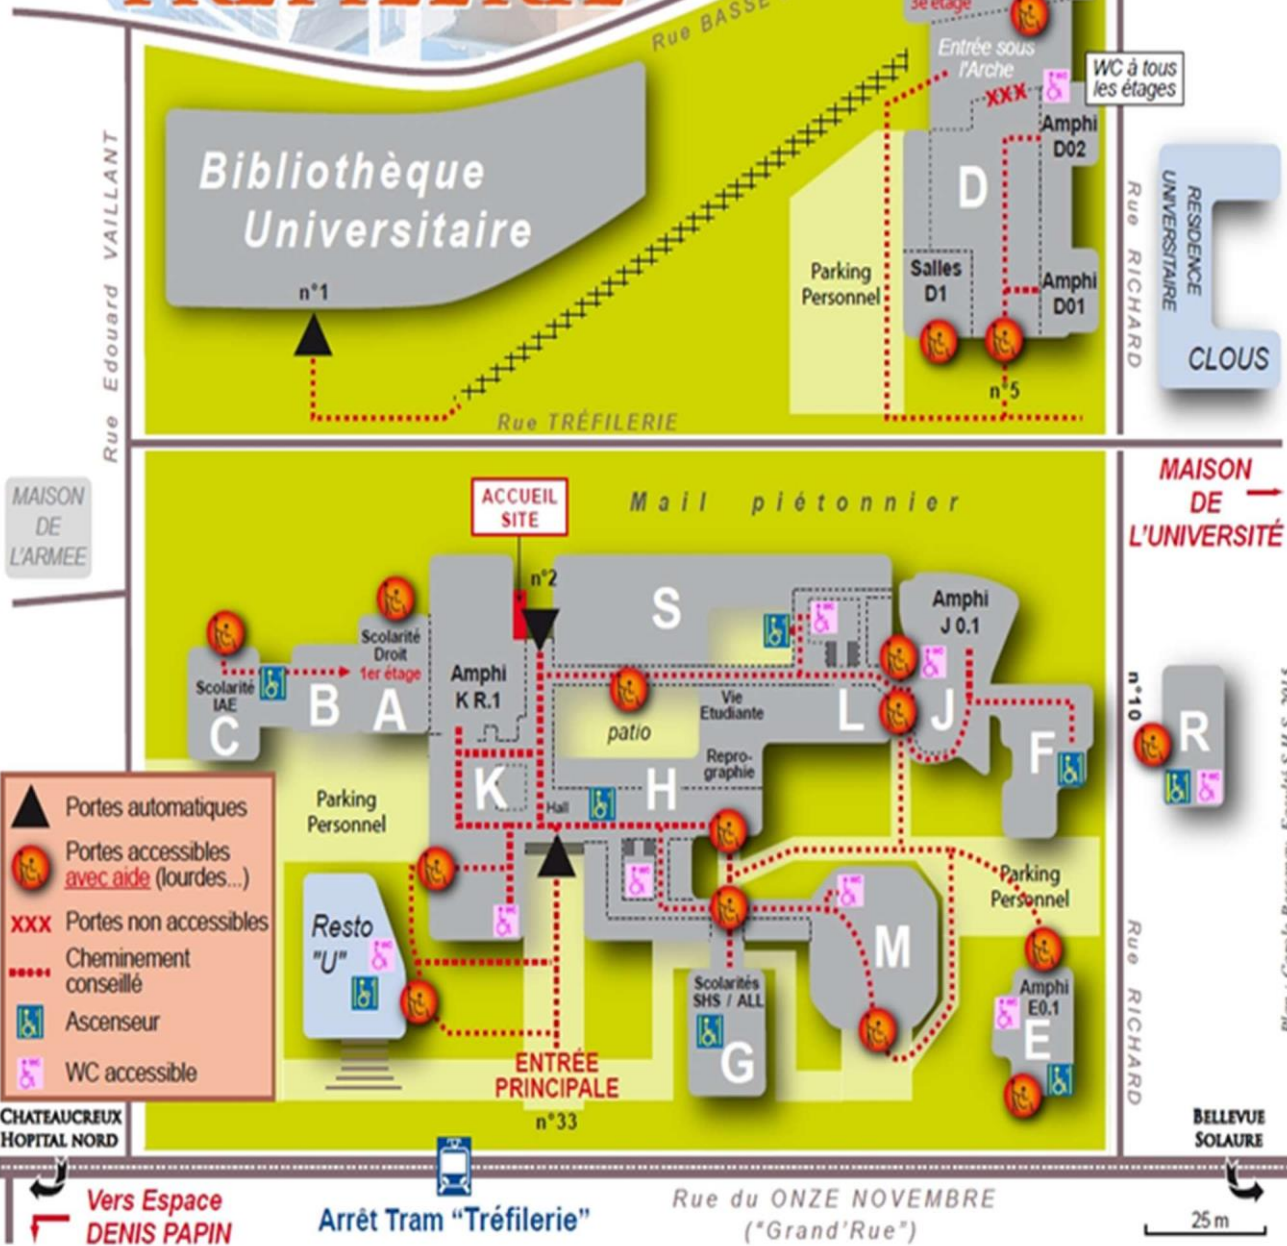 Rue BASSE
3e étage
Entrée sous
l'Arche
XXX
WC à tous
les étages
Amphi
D02
D
Bibliothèque
Universitaire
n°1
Parking
Personnel
Salles
D1
Amphi
D01
n°5
Rue Edouard VAILLANT
Rue TRÉFILERIE
Rue RICHARD
RESIDENCE
UNIVERSITAIRE
CLOUS
MAISON
DE
L'ARMEE
MAISON
DE
L'UNIVERSITÉ
ACCUEIL
SITE
Mail piétonnier
n°2
S
Amphi
J 0.1
Scolarité
Droit
1er étage
Scolarité
IAE
C
B
A
Amphi
K R.1
K
patio
Vie
Etudiante
L
J
F
n°10
R
Repro-
graphie
Hall
H
Parking
Personnel
Portes automatiques
Portes accessibles
avec aide (lourdes...)
XXX Portes non accessibles
Cheminement
conseillé
Ascenseur
WC accessible
Resto
"U"
M
Parking
Personnel
Scolarités
SHS / ALL
G
Amphi
E0.1
E
Rue RICHARD
ENTRÉE
PRINCIPALE
n°33
CHATEAUCREUX
HOPITAL NORD
BELLEVUE
SOLAURE
Vers Espace
DENIS PAPIN
Arrêt Tram “Tréfilerie”
Rue du ONZE NOVEMBRE
(“Grand'Rue”)
25 m